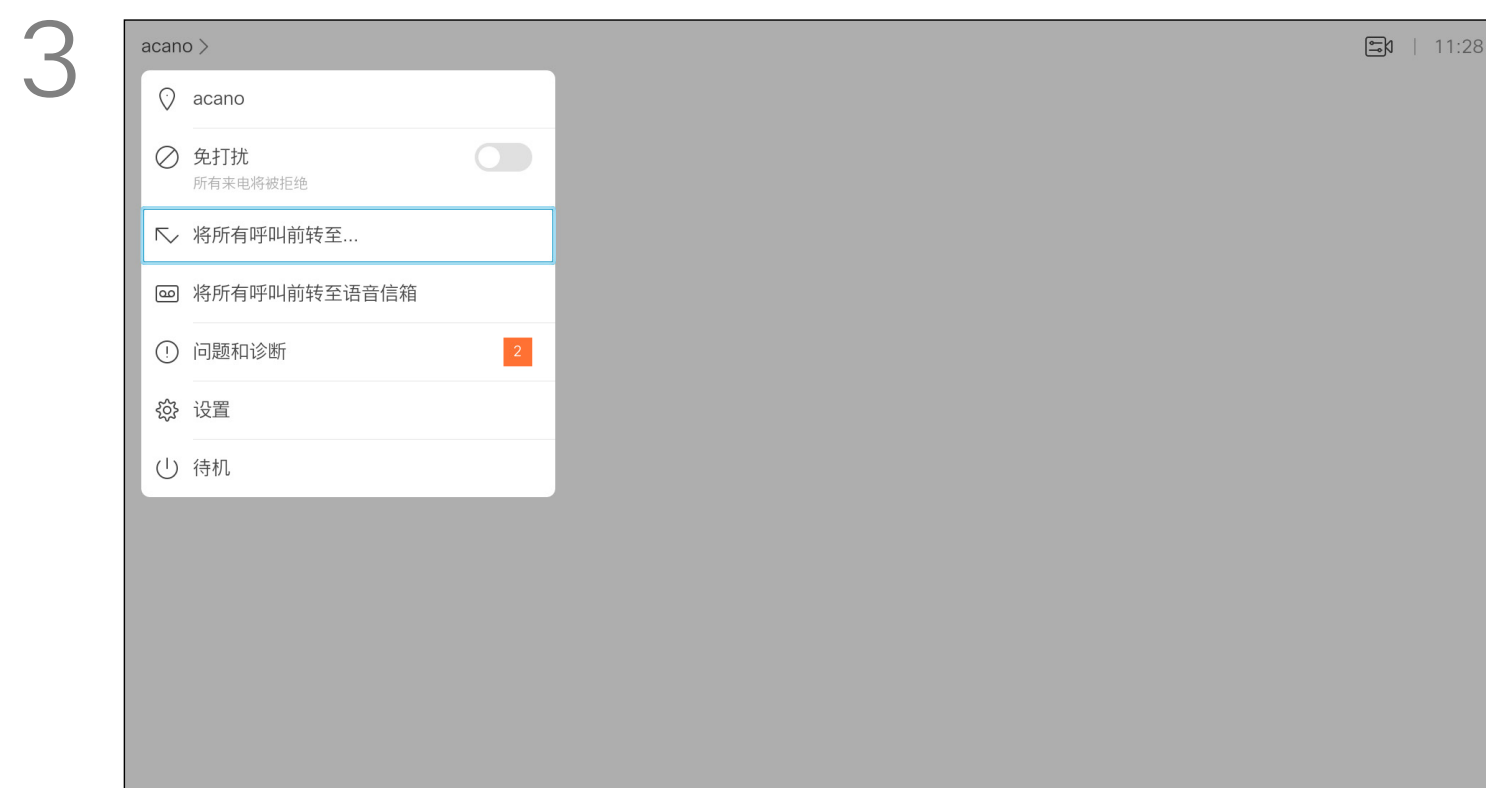 3
acano >
11:28
acano
免打扰
所有来电将被拒绝
将所有呼叫前转至...
将所有呼叫前转至语音信箱
问题和诊断
2
设置
待机